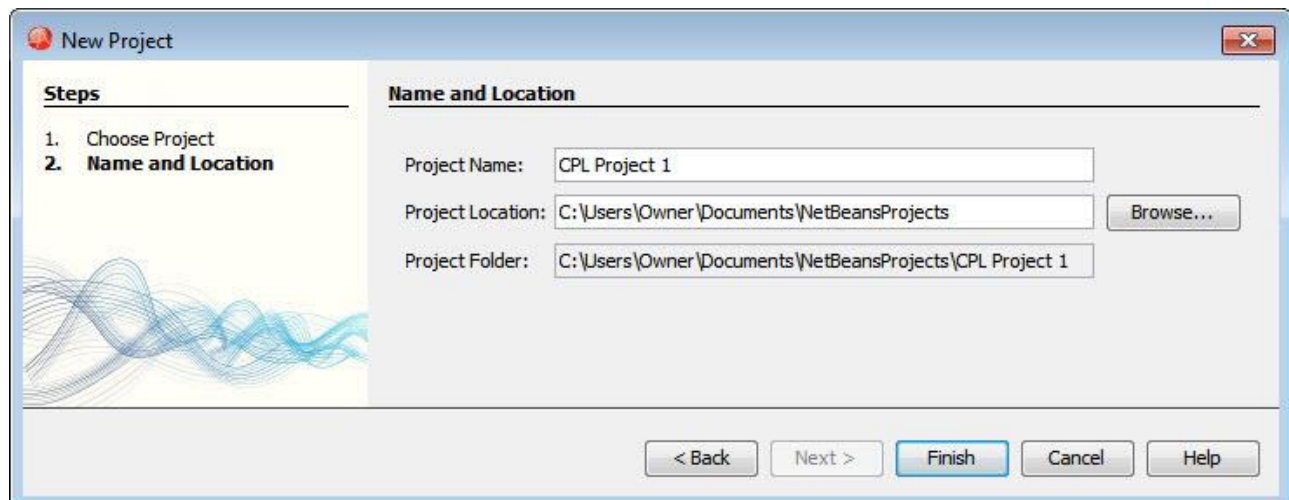 New Project
Steps
1. Choose Project
2. Name and Location
Name and Location
Project Name: CPL Project 1
Project Location: C:\Users\Owner\Documents\NetBeansProjects Browse...
Project Folder: C:\Users\Owner\Documents\NetBeansProjects\CPL Project 1
< Back Next > Finish Cancel Help